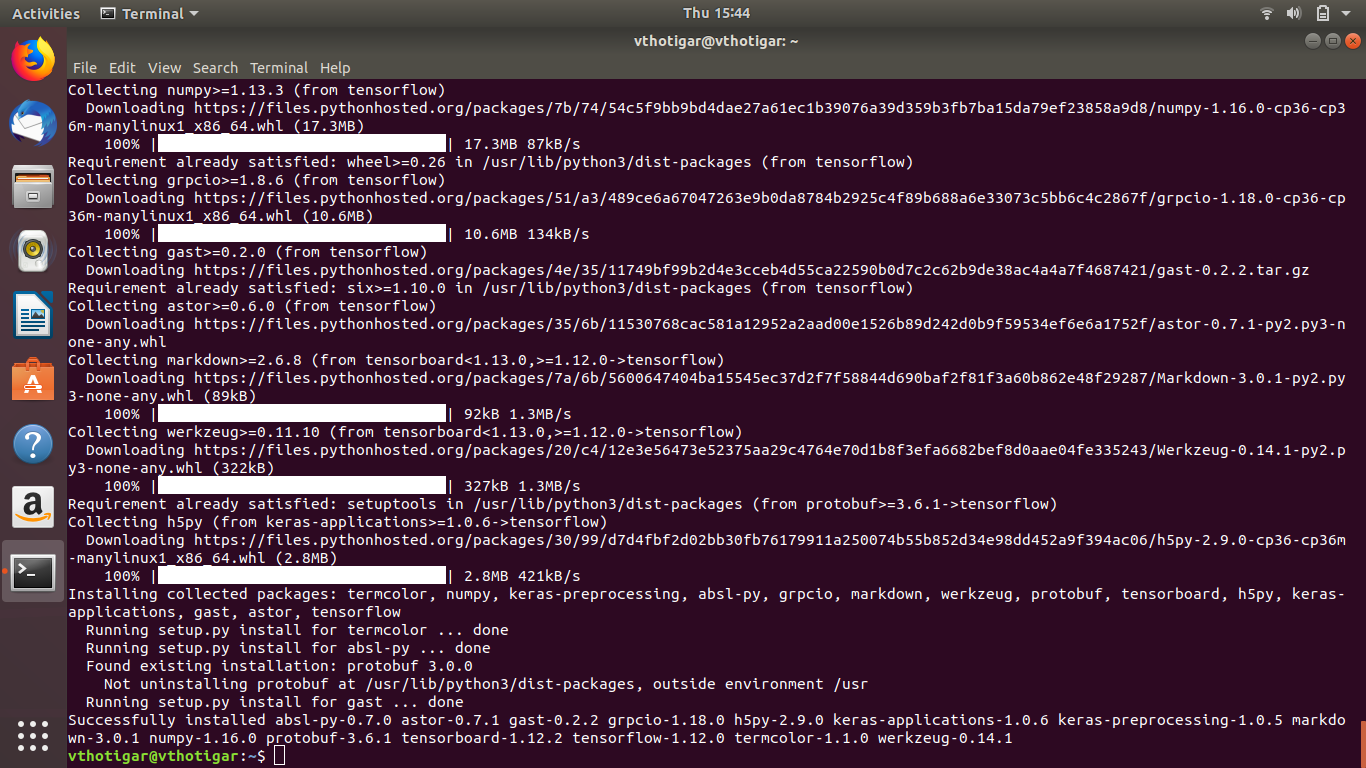 Activities Terminal Thu 15:44
vthotigar@vthotigar: ~
File Edit View Search Terminal Help
Collecting numpy>=1.13.3 (from tensorflow)
  Downloading https://files.pythonhosted.org/packages/7b/74/54c5f9bb9bd4dae27a61ec1b39076a39d359b3fb7ba15da79ef23858a9d8/numpy-1.16.0-cp36-cp3
6m-manylinux1_x86_64.whl (17.3MB)
    100% || 17.3MB 87kB/s
Requirement already satisfied: wheel>=0.26 in /usr/lib/python3/dist-packages (from tensorflow)
Collecting grpcio>=1.8.6 (from tensorflow)
  Downloading https://files.pythonhosted.org/packages/51/a3/489ce6a67047263e9b0da8784b2925c4f89b688a6e33073c5bb6c4c2867f/grpcio-1.18.0-cp36-cp
36m-manylinux1_x86_64.whl (10.6MB)
    100% || 10.6MB 134kB/s
Collecting gast>=0.2.0 (from tensorflow)
  Downloading https://files.pythonhosted.org/packages/4e/35/11749bf99b2d4e3cceb4d55ca22590b0d7c2c62b9de38ac4a4a7f4687421/gast-0.2.2.tar.gz
Requirement already satisfied: six>=1.10.0 in /usr/lib/python3/dist-packages (from tensorflow)
Collecting astor>=0.6.0 (from tensorflow)
  Downloading https://files.pythonhosted.org/packages/35/6b/11530768cac581a12952a2aad00e1526b89d242d0b9f59534ef6e6a1752f/astor-0.7.1-py2.py3-n
one-any.whl
Collecting markdown>=2.6.8 (from tensorboard<1.13.0,>=1.12.0->tensorflow)
  Downloading https://files.pythonhosted.org/packages/7a/6b/5600647404ba15545ec37d2f7f58844d690baf2f81f3a60b862e48f29287/Markdown-3.0.1-py2.py
3-none-any.whl (89kB)
    100% || 92kB 1.3MB/s
Collecting werkzeug>=0.11.10 (from tensorboard<1.13.0,>=1.12.0->tensorflow)
  Downloading https://files.pythonhosted.org/packages/20/c4/12e3e56473e52375aa29c4764e70d1b8f3efa6682bef8d0aae04fe335243/Werkzeug-0.14.1-py2.p
y3-none-any.whl (322kB)
    100% || 327kB 1.3MB/s
Requirement already satisfied: setuptools in /usr/lib/python3/dist-packages (from protobuf>=3.6.1->tensorflow)
Collecting h5py (from keras-applications>=1.0.6->tensorflow)
  Downloading https://files.pythonhosted.org/packages/30/99/d7d4fbf2d02bb30fb76179911a250074b55b852d34e98dd452a9f394ac06/h5py-2.9.0-cp36-cp36m
-manylinux1_x86_64.whl (2.8MB)
    100% || 2.8MB 421kB/s
Installing collected packages: termcolor, numpy, keras-preprocessing, absl-py, grpcio, markdown, werkzeug, protobuf, tensorboard, h5py, keras-
applications, gast, astor, tensorflow
  Running setup.py install for termcolor ... done
  Running setup.py install for absl-py ... done
  Found existing installation: protobuf 3.0.0
    Not uninstalling protobuf at /usr/lib/python3/dist-packages, outside environment /usr
  Running setup.py install for gast ... done
Successfully installed absl-py-0.7.0 astor-0.7.1 gast-0.2.2 grpcio-1.18.0 h5py-2.9.0 keras-applications-1.0.6 keras-preprocessing-1.0.5 markdo
wn-3.0.1 numpy-1.16.0 protobuf-3.6.1 tensorboard-1.12.2 tensorflow-1.12.0 termcolor-1.1.0 werkzeug-0.14.1
vthotigar@vthotigar:~$